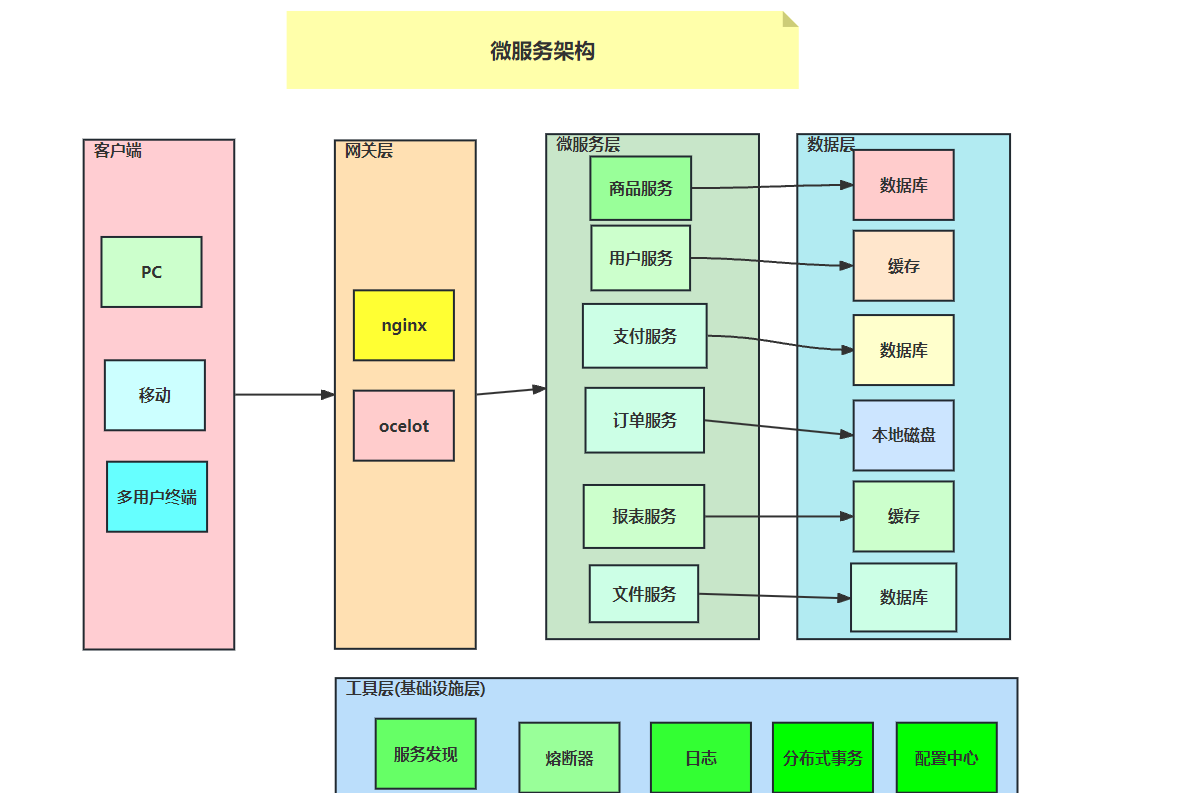 微服务架构
客户端
PC
移动
多用户终端
网关层
nginx
ocelot
微服务层
商品服务
用户服务
支付服务
订单服务
报表服务
文件服务
数据层
数据库
缓存
数据库
本地磁盘
缓存
数据库
工具层(基础设施层)
服务发现
熔断器
日志
分布式事务
配置中心